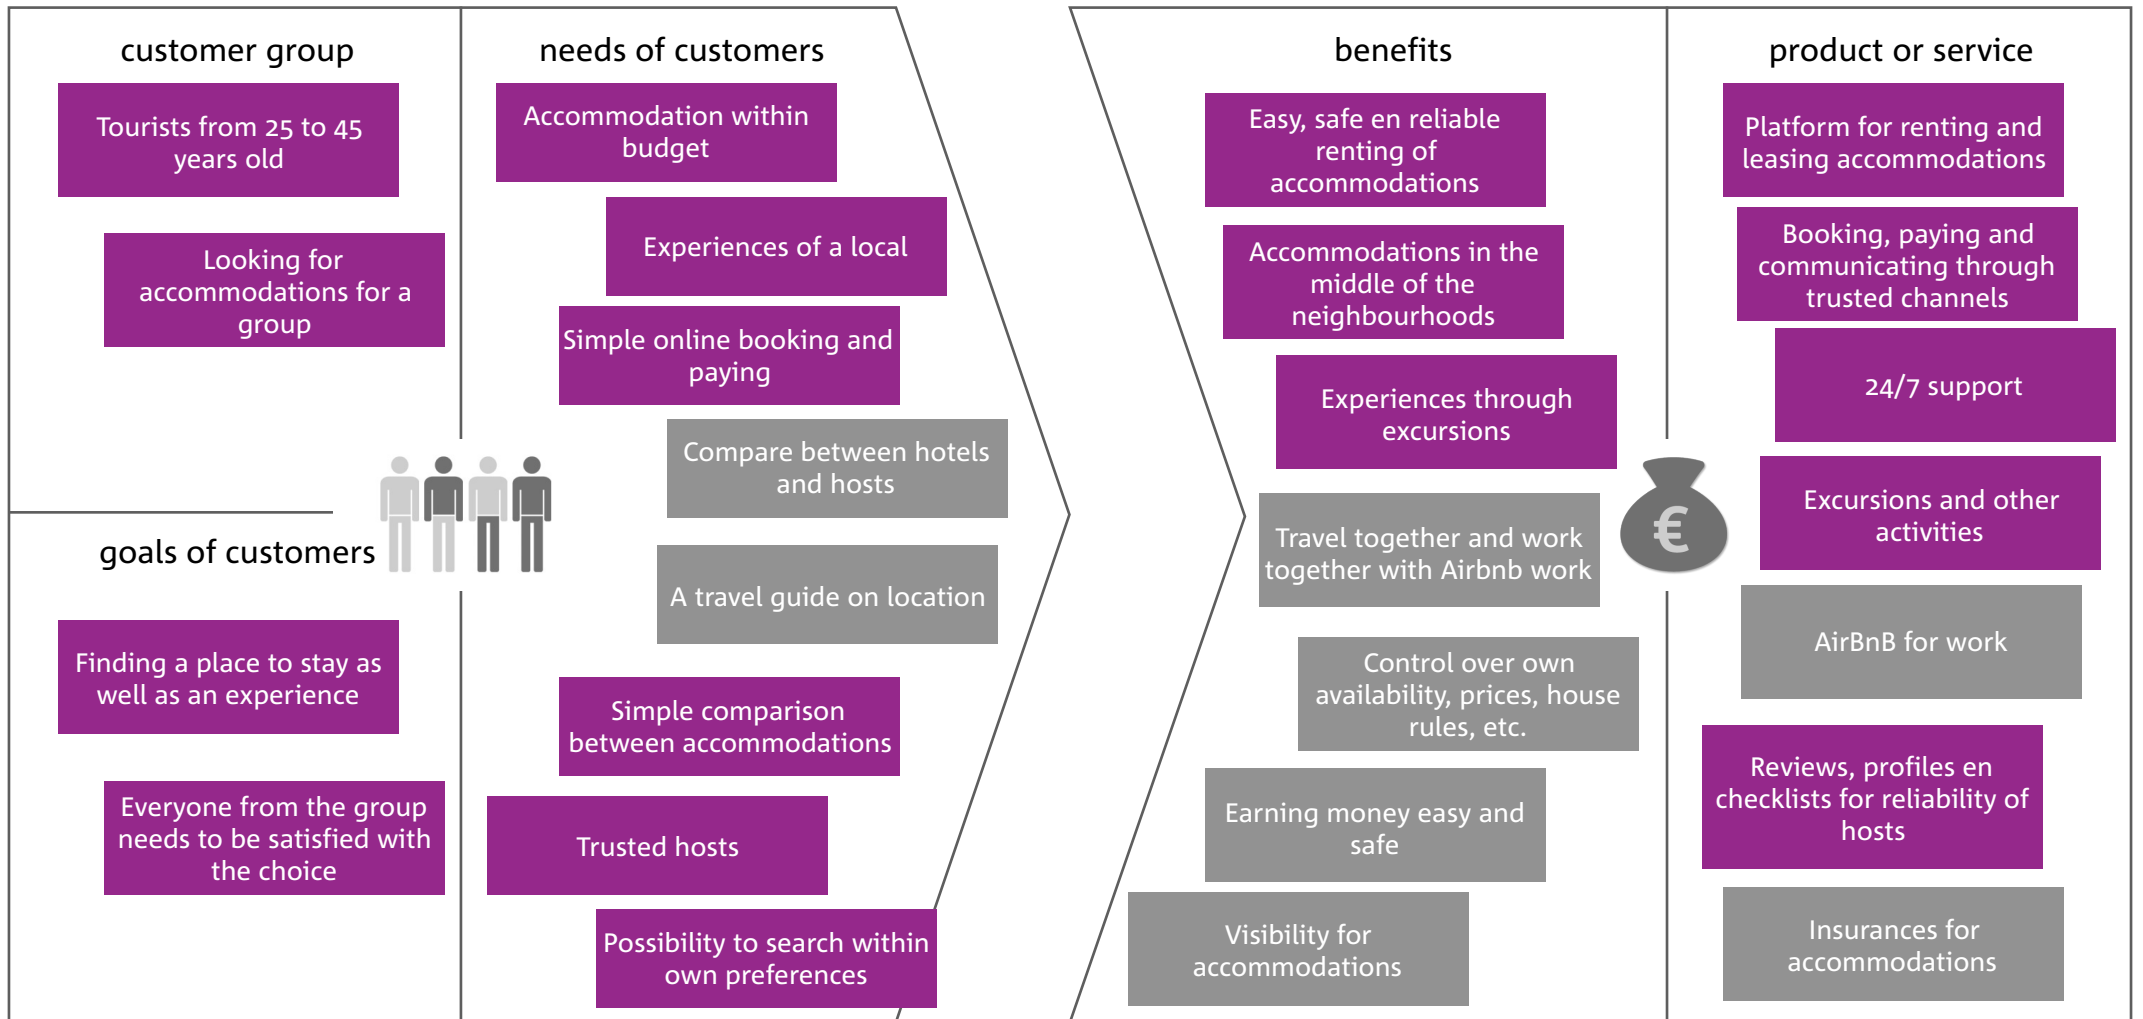 customer group
Tourists from 25 to 45
years old
Looking for
accommodations for a
group
goals of customers
Finding a place to stay as
well as an experience
Everyone from the group
needs to be satisfied with
the choice
needs of customers
Accommodation within
budget
Experiences of a local
Simple online booking and
paying
Compare between hotels
and hosts
A travel guide on location
Simple comparison
between accommodations
Trusted hosts
Possibility to search within
own preferences
benefits
Easy, safe en reliable
renting of
accommodations
Accommodations in the
middle of the
neighbourhoods
Experiences through
excursions
Travel together and work
together with Airbnb work
Control over own
availability, prices, house
rules, etc.
Earning money easy and
safe
Visibility for
accommodations
€
product or service
Platform for renting and
leasing accommodations
Booking, paying and
communicating through
trusted channels
24/7 support
Excursions and other
activities
AirBnB for work
Reviews, profiles en
checklists for reliability of
hosts
Insurances for
accommodations